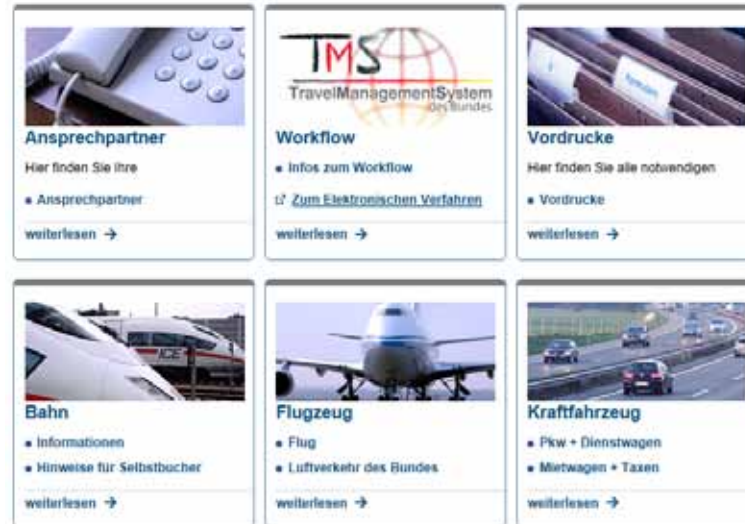 Ansprechpartner
Hier finden Sie Ihre
Ansprechpartner
weiterlesen →
TMS
TravelManagementSystem
des Bundes
Workflow
Infos zum Workflow
Zum Elektronischen Verfahren
weiterlesen →
Vordrucke
Hier finden Sie alle notwendigen
Vordrucke
weiterlesen →
ICE
Bahn
Informationen
Hinweise für Selbstbucher
weiterlesen →
Flugzeug
Flug
Luftverkehr des Bundes
weiterlesen →
Kraftfahrzeug
Pkw + Dienstwagen
Mietwagen + Taxen
weiterlesen →